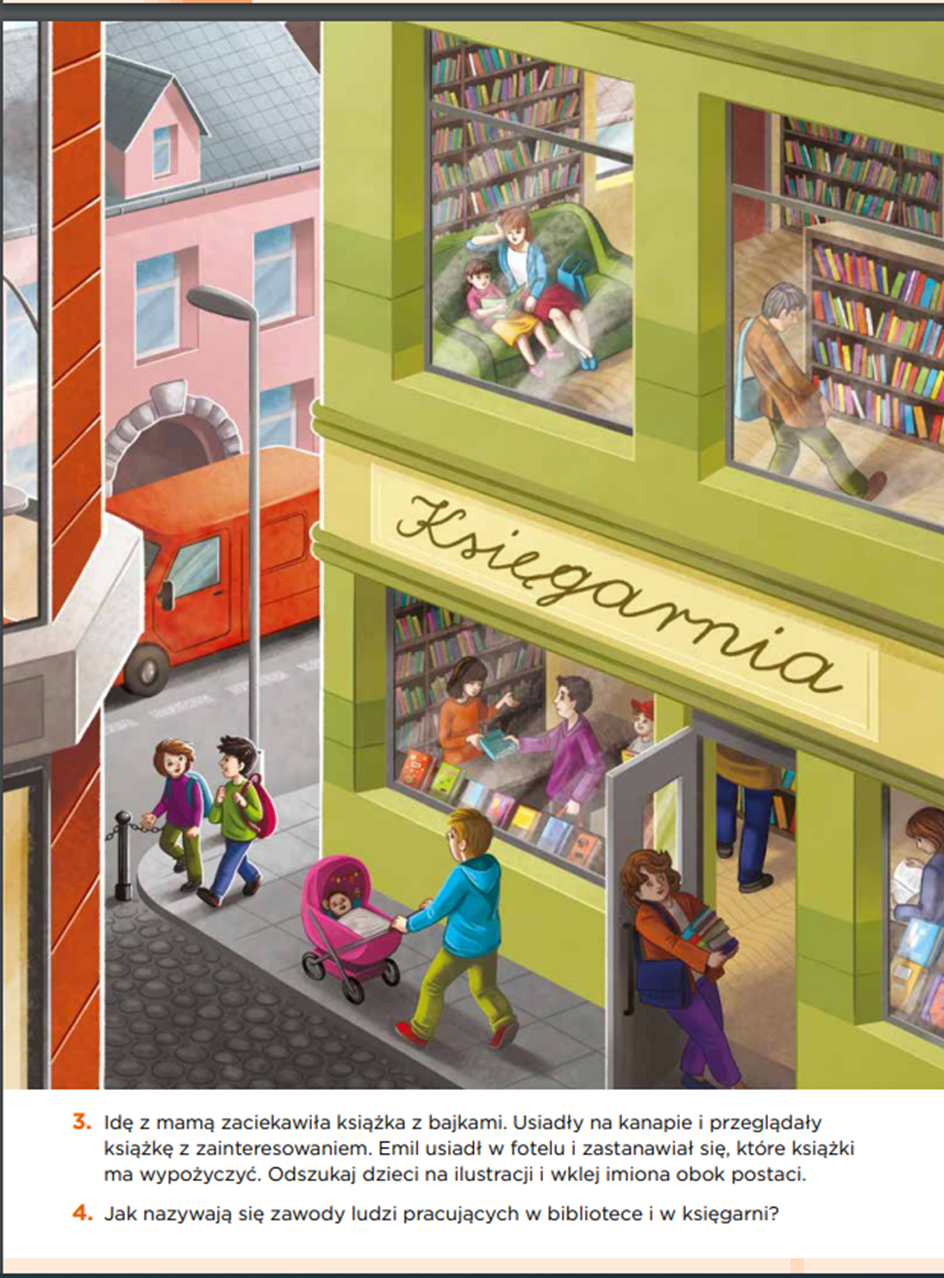 Księgarnia
3. Idę z mamą zaciekawiła książka z bajkami. Usiadły na kanapie i przeglądały
książkę z zainteresowaniem. Emil usiadł w fotelu i zastanawiał się, które książki
ma wypożyczyć. Odszukaj dzieci na ilustracji i wklej imiona obok postaci.
4. Jak nazywają się zawody ludzi pracujących w bibliotece i w księgarni?